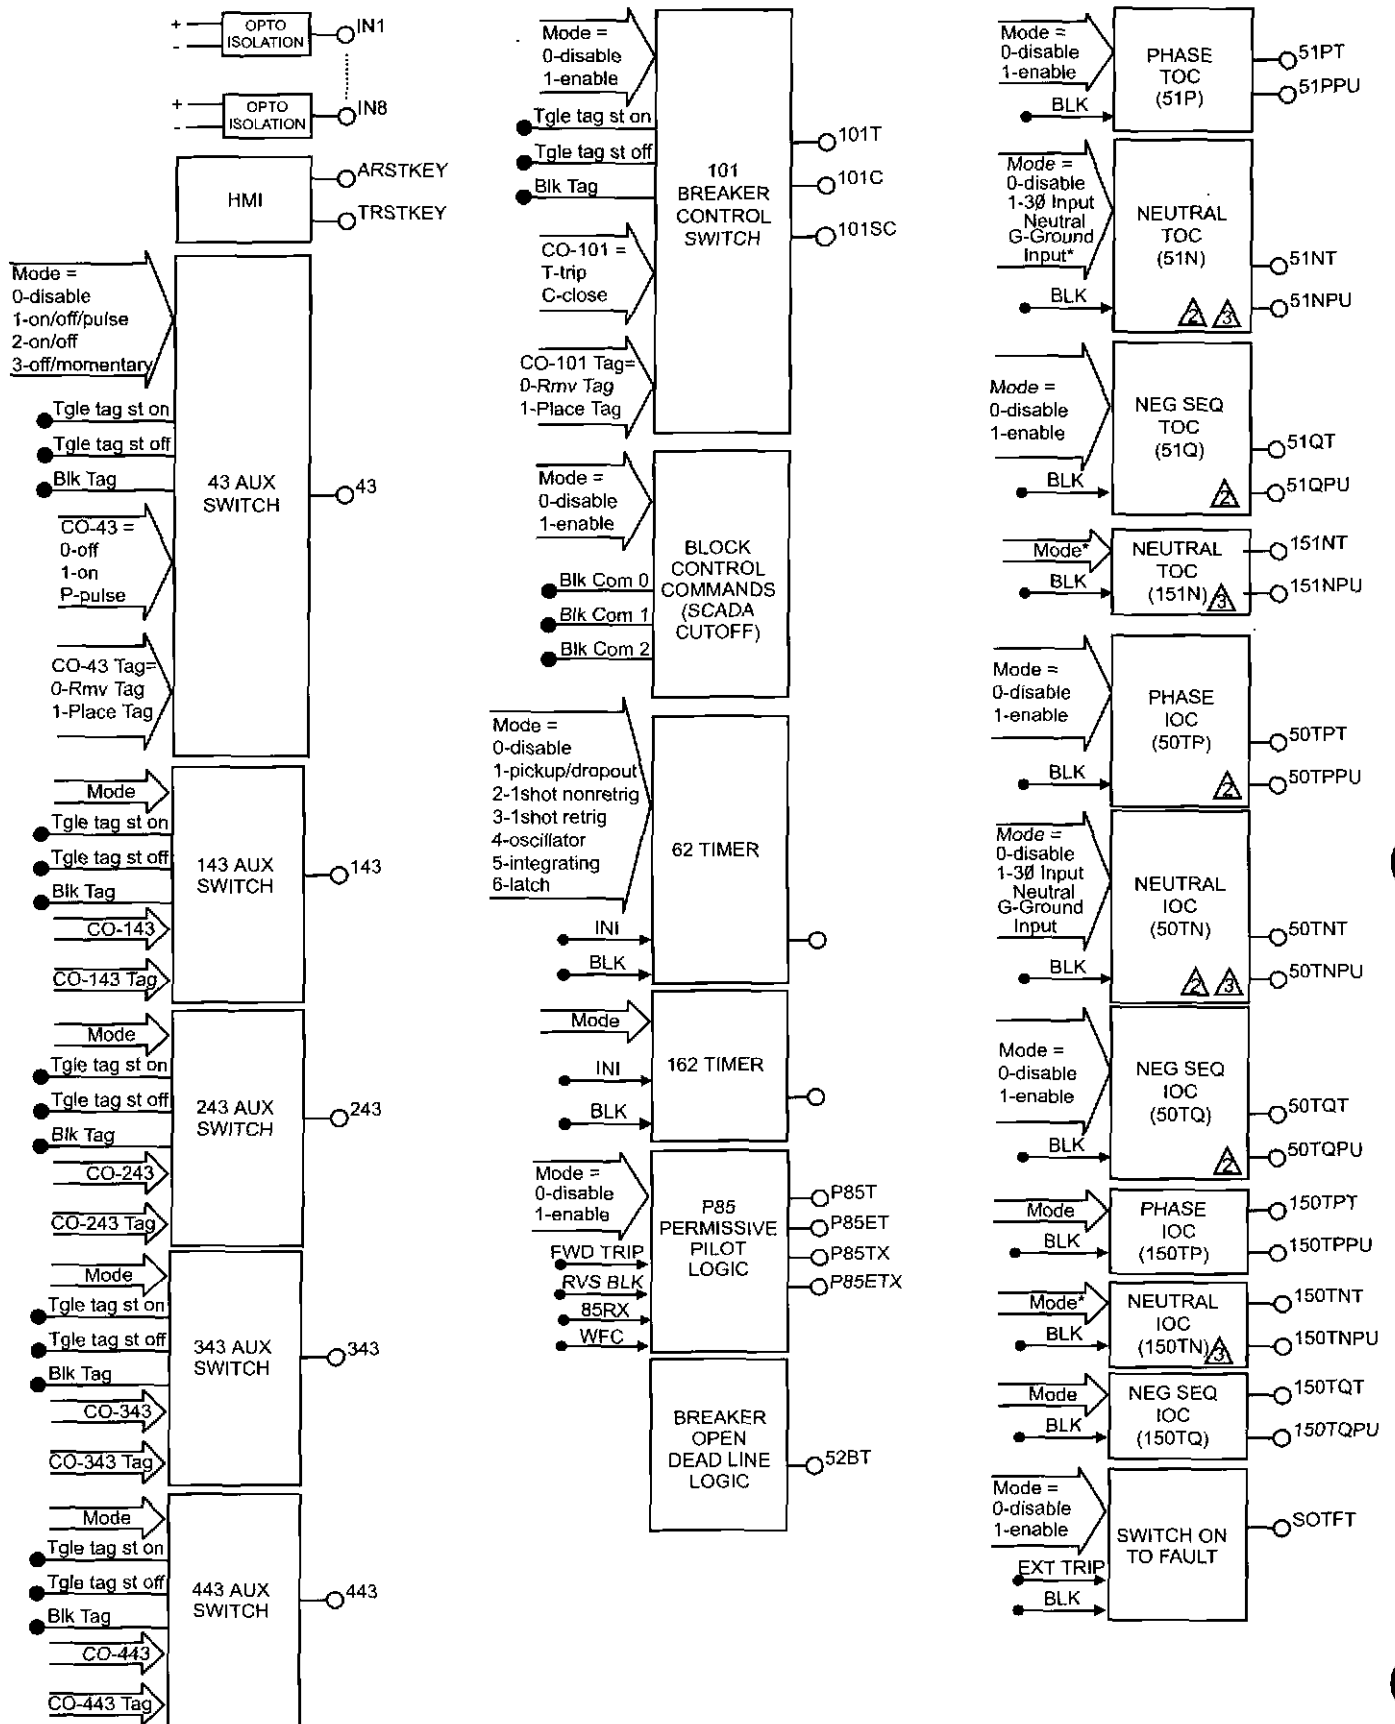 +
-
OPTO
ISOLATION
IN1
+
-
OPTO
ISOLATION
IN8
HMI
ARSTKEY
TRSTKEY
Mode =
0-disable
1-on/off/pulse
2-on/off
3-off/momentary
Tgle tag st on
Tgle tag st off
Blk Tag
CO-43 =
0-off
1-on
P-pulse
CO-43 Tag=
0-Rmv Tag
1-Place Tag
43 AUX
SWITCH
43
Mode
Tgle tag st on
Tgle tag st off
Blk Tag
CO-143
CO-143 Tag
143 AUX
SWITCH
143
Mode
Tgle tag st on
Tgle tag st off
Blk Tag
CO-243
CO-243 Tag
243 AUX
SWITCH
243
Mode
Tgle tag st on
Tgle tag st off
Blk Tag
CO-343
CO-343 Tag
343 AUX
SWITCH
343
Mode
Tgle tag st on
Tgle tag st off
Blk Tag
CO-443
CO-443 Tag
443 AUX
SWITCH
443
Mode =
0-disable
1-enable
Tgle tag st on
Tgle tag st off
Blk Tag
CO-101 =
T-trip
C-close
CO-101 Tag=
0-Rmv Tag
1-Place Tag
101
BREAKER
CONTROL
SWITCH
101T
101C
101SC
Mode =
0-disable
1-enable
Blk Com 0
Blk Com 1
Blk Com 2
BLOCK
CONTROL
COMMANDS
(SCADA
CUTOFF)
Mode =
0-disable
1-pickup/dropout
2-1shot nonretrig
3-1shot retrig
4-oscillator
5-integrating
6-latch
INI
BLK
62 TIMER
Mode
INI
BLK
162 TIMER
Mode =
0-disable
1-enable
FWD TRIP
RVS BLK
85RX
WFC
P85
PERMISSIVE
PILOT
LOGIC
P85T
P85ET
P85TX
P85ETX
BREAKER
OPEN
DEAD LINE
LOGIC
52BT
Mode =
0-disable
1-enable
BLK
PHASE
TOC
(51P)
51PT
51PPU
Mode =
0-disable
1-3Ø Input
Neutral
G-Ground
Input*
BLK
NEUTRAL
TOC
(51N)
2 3
51NT
51NPU
Mode =
0-disable
1-enable
BLK
NEG SEQ
TOC
(51Q)
2
51QT
51QPU
Mode*
BLK
NEUTRAL
TOC
(151N) 3
151NT
151NPU
Mode =
0-disable
1-enable
BLK
PHASE
IOC
(50TP)
2
50TPT
50TPPU
Mode =
0-disable
1-3Ø Input
Neutral
G-Ground
Input
BLK
NEUTRAL
IOC
(50TN)
2 3
50TNT
50TNPU
Mode =
0-disable
1-enable
BLK
NEG SEQ
IOC
(50TQ)
2
50TQT
50TQPU
Mode
BLK
PHASE
IOC
(150TP)
150TPT
150TPPU
Mode*
BLK
NEUTRAL
IOC
(150TN) 3
150TNT
150TNPU
Mode
BLK
NEG SEQ
IOC
(150TQ)
150TQT
150TQPU
Mode =
0-disable
1-enable
EXT TRIP
BLK
SWITCH ON
TO FAULT
SOTFT